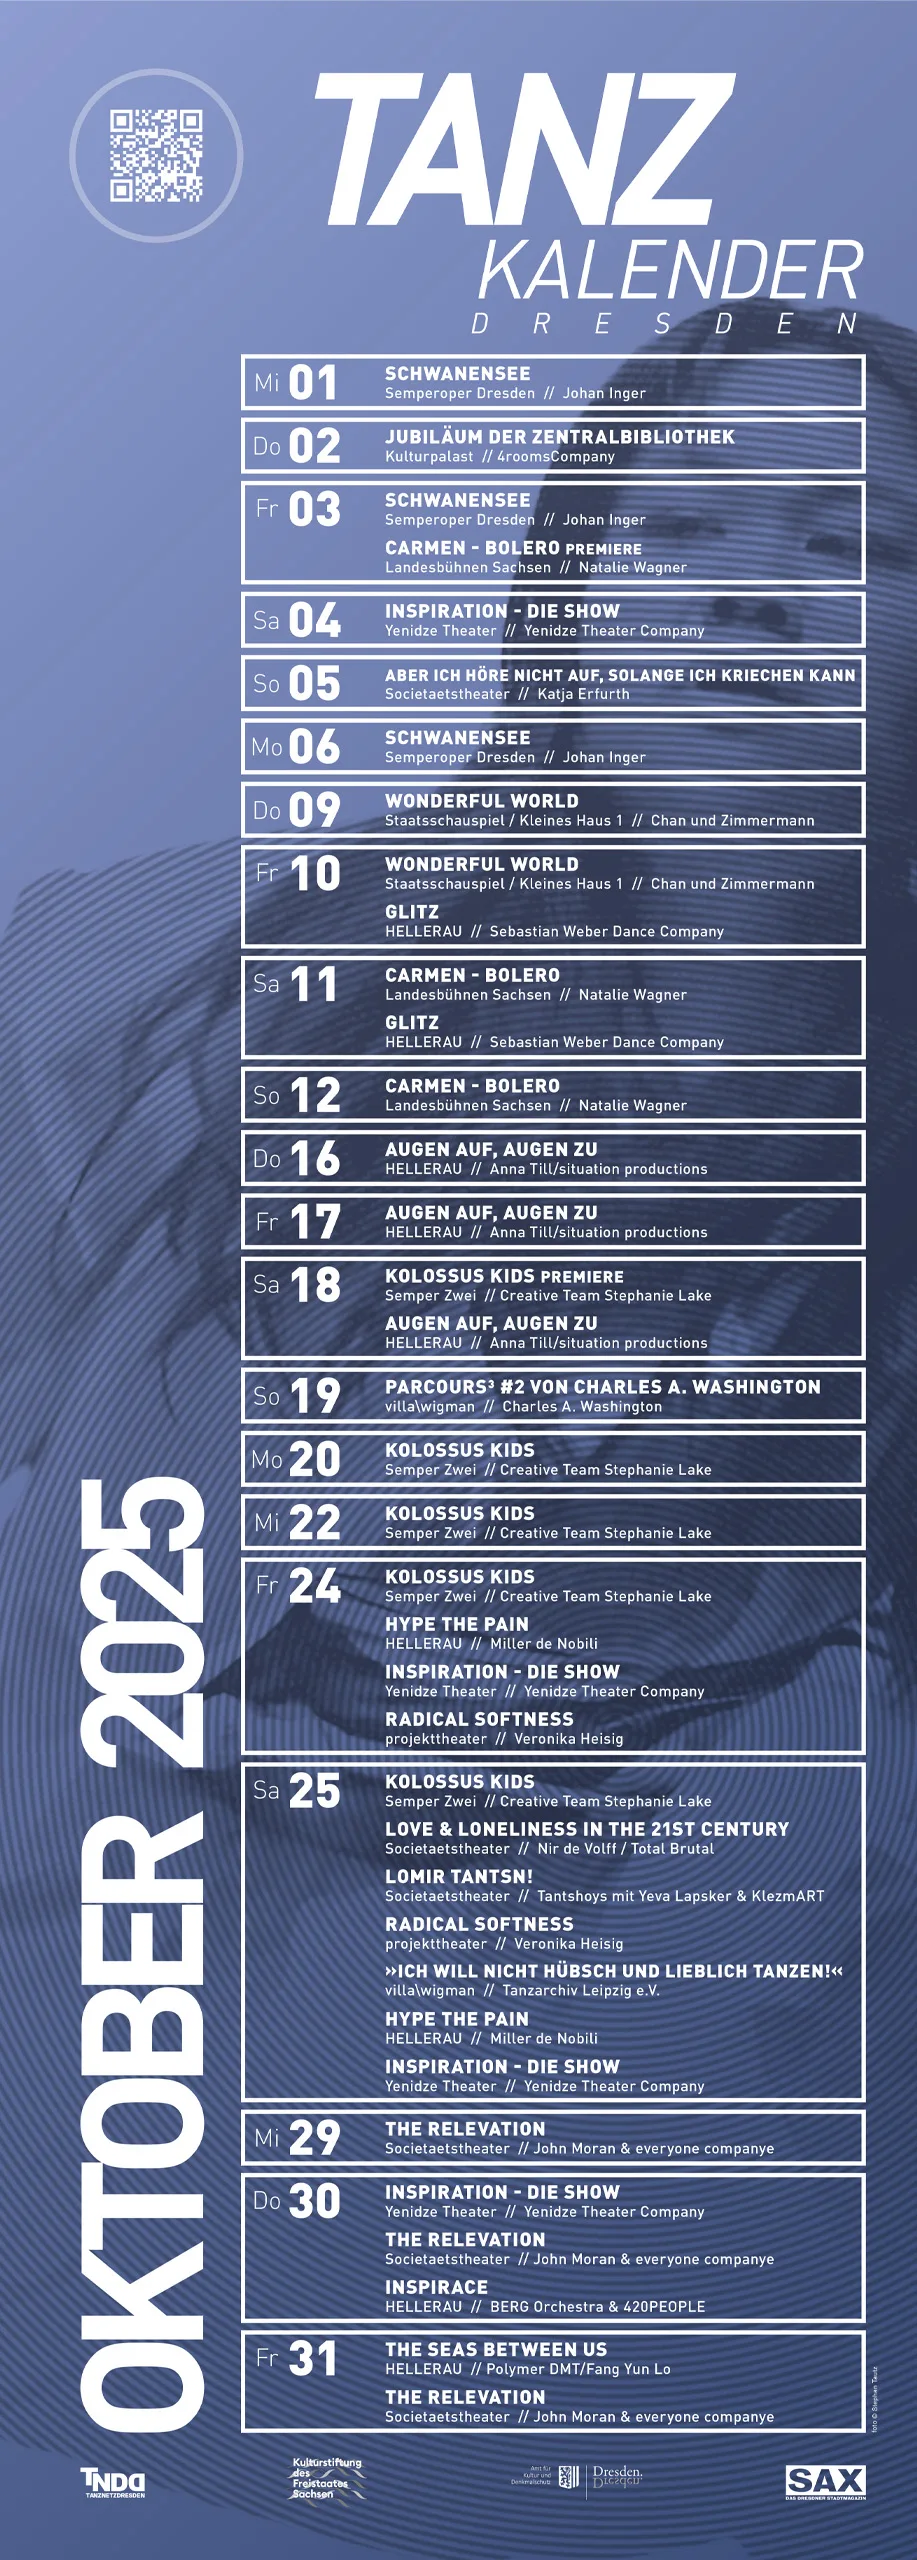 TANZ
KALENDER
DRESDEN
Mi 01 SCHWANENSEE
Semperoper Dresden // Johan Inger
Do 02 JUBILÄUM DER ZENTRALBIBLIOTHEK
Kulturpalast // 4roomsCompany
Fr 03 SCHWANENSEE
Semperoper Dresden // Johan Inger
CARMEN - BOLERO PREMIERE
Landesbühnen Sachsen // Natalie Wagner
Sa 04 INSPIRATION - DIE SHOW
Yenidze Theater // Yenidze Theater Company
So 05 ABER ICH HÖRE NICHT AUF, SOLANGE ICH KRIECHEN KANN
Societaetstheater // Katja Erfurth
Mo 06 SCHWANENSEE
Semperoper Dresden // Johan Inger
Do 09 WONDERFUL WORLD
Staatsschauspiel / Kleines Haus 1 // Chan und Zimmermann
Fr 10 WONDERFUL WORLD
Staatsschauspiel / Kleines Haus 1 // Chan und Zimmermann
GLITZ
HELLERAU // Sebastian Weber Dance Company
Sa 11 CARMEN - BOLERO
Landesbühnen Sachsen // Natalie Wagner
GLITZ
HELLERAU // Sebastian Weber Dance Company
So 12 CARMEN - BOLERO
Landesbühnen Sachsen // Natalie Wagner
Do 16 AUGEN AUF, AUGEN ZU
HELLERAU // Anna Till/situation productions
Fr 17 AUGEN AUF, AUGEN ZU
HELLERAU // Anna Till/situation productions
Sa 18 KOLOSSUS KIDS PREMIERE
Semper Zwei // Creative Team Stephanie Lake
AUGEN AUF, AUGEN ZU
HELLERAU // Anna Till/situation productions
So 19 PARCOURS³ #2 VON CHARLES A. WASHINGTON
villa\wigman // Charles A. Washington
Mo 20 KOLOSSUS KIDS
Semper Zwei // Creative Team Stephanie Lake
Mi 22 KOLOSSUS KIDS
Semper Zwei // Creative Team Stephanie Lake
Fr 24 KOLOSSUS KIDS
Semper Zwei // Creative Team Stephanie Lake
HYPE THE PAIN
HELLERAU // Miller de Nobili
INSPIRATION - DIE SHOW
Yenidze Theater // Yenidze Theater Company
RADICAL SOFTNESS
projekttheater // Veronika Heisig
Sa 25 KOLOSSUS KIDS
Semper Zwei // Creative Team Stephanie Lake
LOVE & LONELINESS IN THE 21ST CENTURY
Societaetstheater // Nir de Volff / Total Brutal
LOMIR TANTSN!
Societaetstheater // Tantshoys mit Yeva Lapsker & KlezmART
RADICAL SOFTNESS
projekttheater // Veronika Heisig
»ICH WILL NICHT HÜBSCH UND LIEBLICH TANZEN!«
villa\wigman // Tanzarchiv Leipzig e.V.
HYPE THE PAIN
HELLERAU // Miller de Nobili
INSPIRATION - DIE SHOW
Yenidze Theater // Yenidze Theater Company
Mi 29 THE RELEVATION
Societaetstheater // John Moran & everyone companye
Do 30 INSPIRATION - DIE SHOW
Yenidze Theater // Yenidze Theater Company
THE RELEVATION
Societaetstheater // John Moran & everyone companye
INSPIRACE
HELLERAU // BERG Orchestra & 420PEOPLE
Fr 31 THE SEAS BETWEEN US
HELLERAU // Polymer DMT/Fang Yun Lo
THE RELEVATION
Societaetstheater // John Moran & everyone companye
OKTOBER 2025
foto © Stephan Tautz
TNDD
TANZNETZDRESDEN
Kulturstiftung
des
Freistaates
Sachsen
Amt für
Kultur und
Denkmalschutz
Dresden.
Dresden.
SAX
DAS DRESDNER STADTMAGAZIN